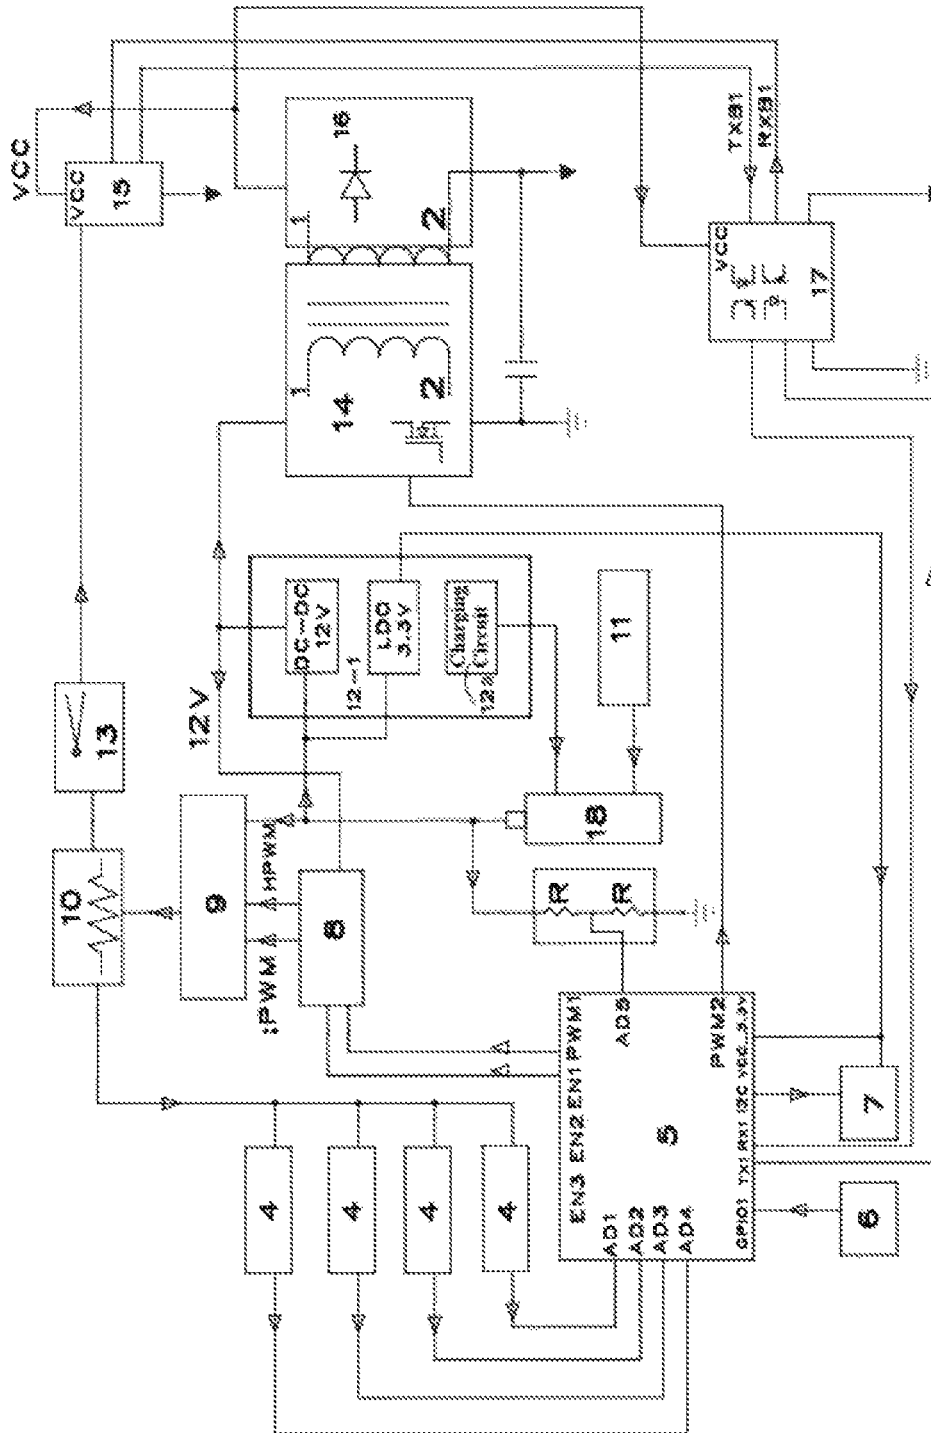 VCC
VCC
15
16
1
2
1
2
14
TXB1
RXB1
VCC
17
12V
DC-DC
12V
LDO
3.3V
12-1
Charging
Circuit
12a
11
18
13
10
9
HPWM
:PWM
8
R
R
4
4
4
4
EN3 EN2 EN1 PWM1
AD5
PWM2
5
AD1
AD2
AD3
AD4
GPIO1 TX1 RX1 I2C VCC_3.3V
7
6